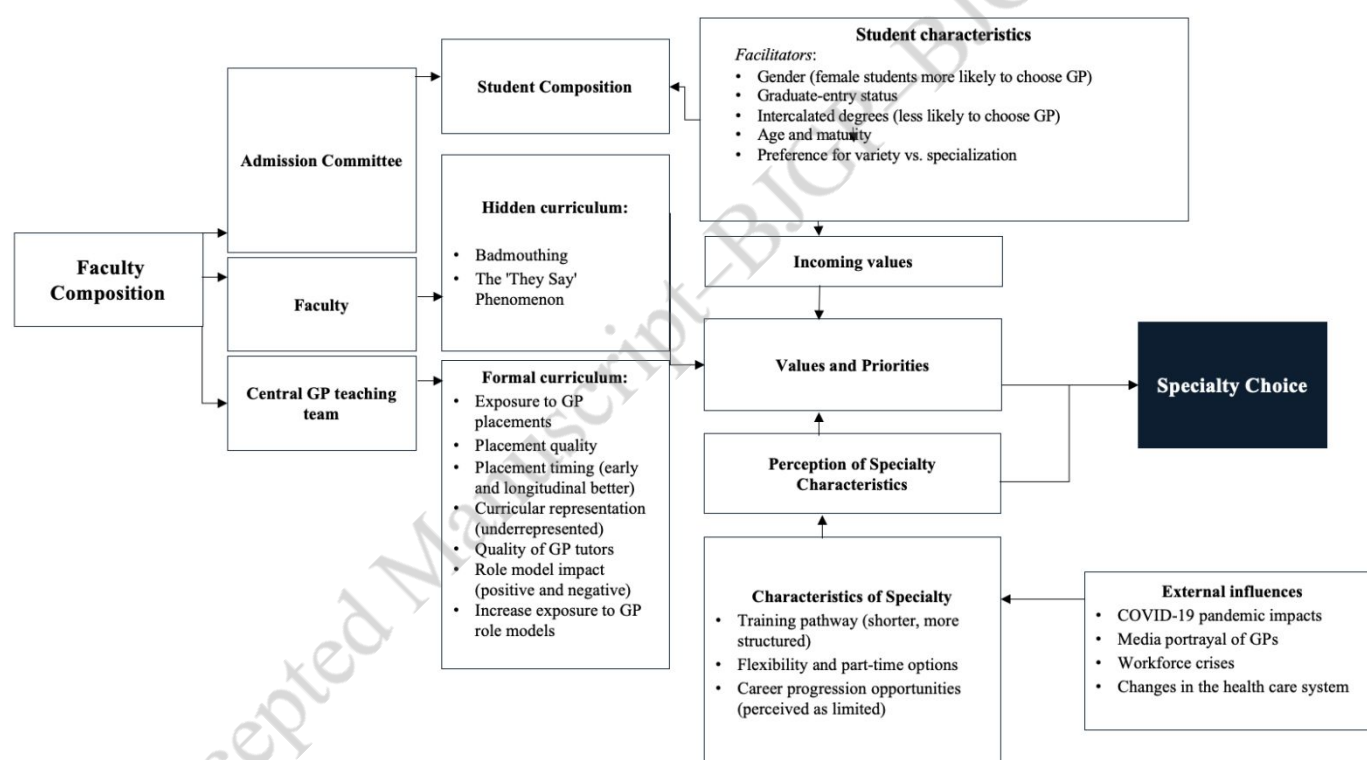 Faculty
Composition
Admission Committee
Faculty
Central GP teaching
team
Student Composition
Hidden curriculum:
• Badmouthing
• The 'They Say'
Phenomenon
Formal curriculum:
• Exposure to GP
placements
• Placement quality
• Placement timing (early
and longitudinal better)
• Curricular representation
(underrepresented)
• Quality of GP tutors
• Role model impact
(positive and negative)
• Increase exposure to GP
role models
Student characteristics
Facilitators:
• Gender (female students more likely to choose GP)
• Graduate-entry status
• Intercalated degrees (less likely to choose GP)
• Age and maturity
• Preference for variety vs. specialization
Incoming values
Values and Priorities
Perception of Specialty
Characteristics
Characteristics of Specialty
• Training pathway (shorter, more
structured)
• Flexibility and part-time options
• Career progression opportunities
(perceived as limited)
External influences
• COVID-19 pandemic impacts
• Media portrayal of GPs
• Workforce crises
• Changes in the health care system
Specialty Choice
epted Manuscript–BJGP–BJG